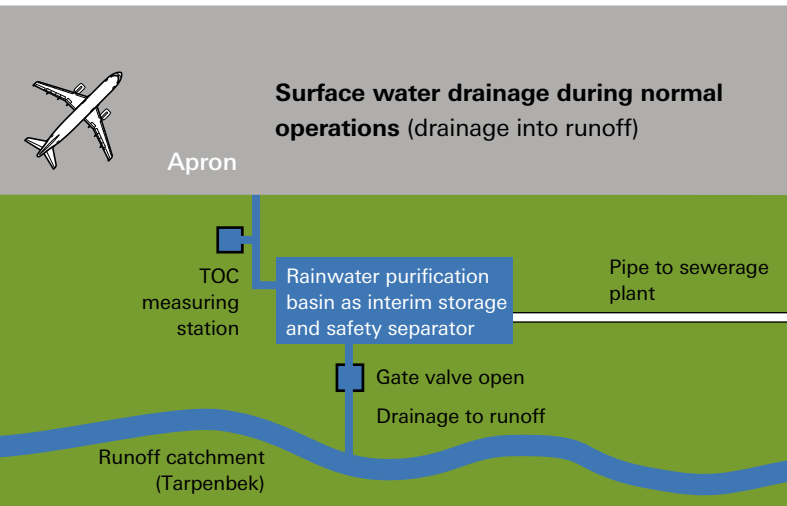 Surface water drainage during normal
operations (drainage into runoff)
Apron
TOC
measuring
station
Rainwater purification
basin as interim storage
and safety separator
Pipe to sewerage
plant
Gate valve open
Drainage to runoff
Runoff catchment
(Tarpenbek)